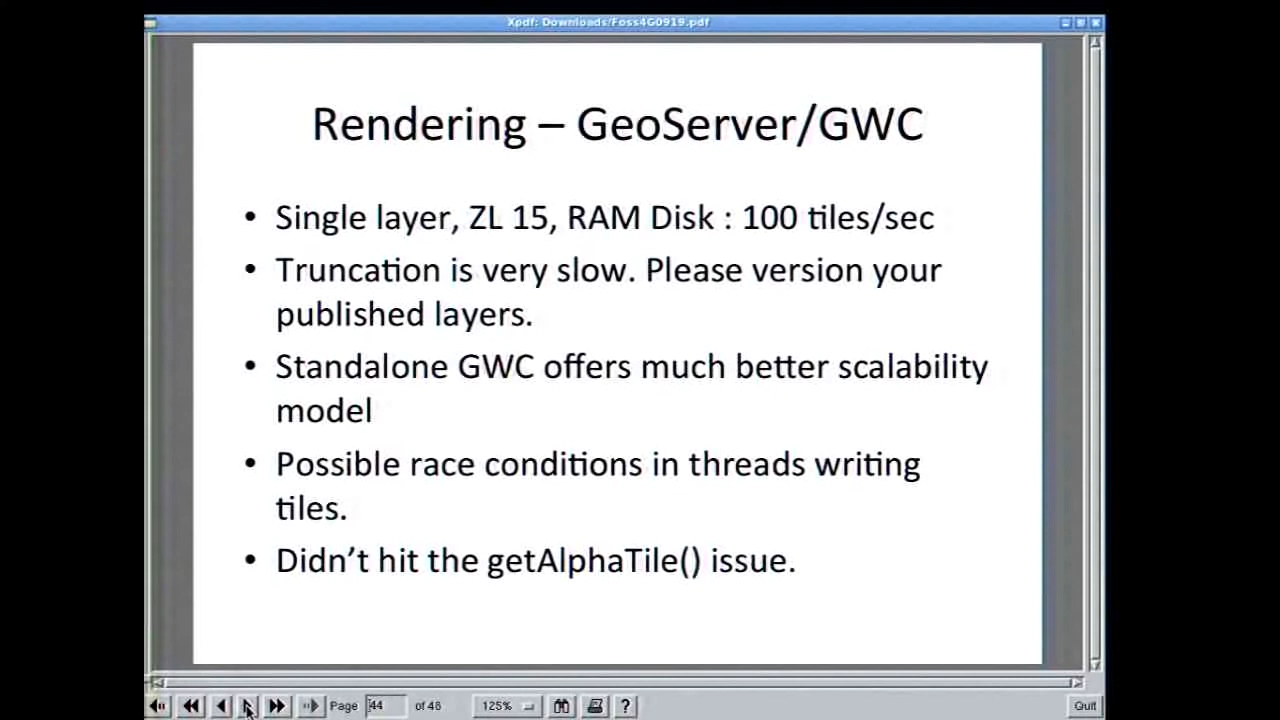 Xpdf: Downloads/Foss4G0919.pdf
Rendering – GeoServer/GWC
• Single layer, ZL 15, RAM Disk : 100 tiles/sec
• Truncation is very slow. Please version your
published layers.
• Standalone GWC offers much better scalability
model
• Possible race conditions in threads writing
tiles.
• Didn’t hit the getAlphaTile() issue.
Page 44 of 48 125% ? Quit